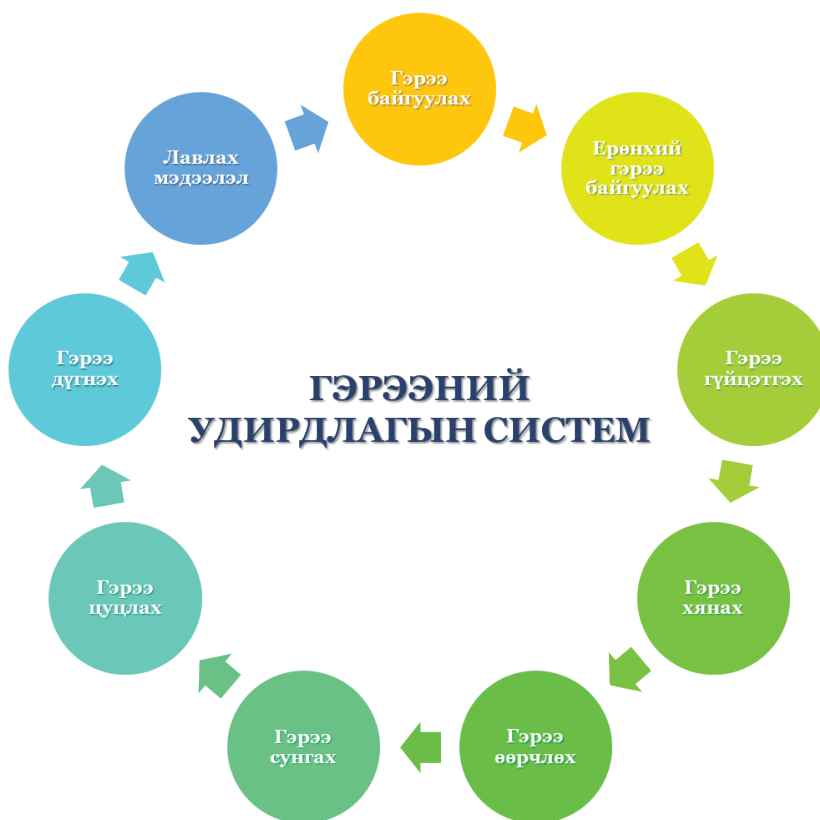 Гэрээ
байгуулах
Ерөнхий
гэрээ
байгуулах
Гэрээ
гүйцэтгэх
Гэрээ
хянах
Гэрээ
өөрчлөх
Гэрээ
сунгах
Гэрээ
цуцлах
Гэрээ
дүгнэх
Лавлах
мэдээлэл
ГЭРЭЭНИЙ
УДИРДЛАГЫН СИСТЕМ